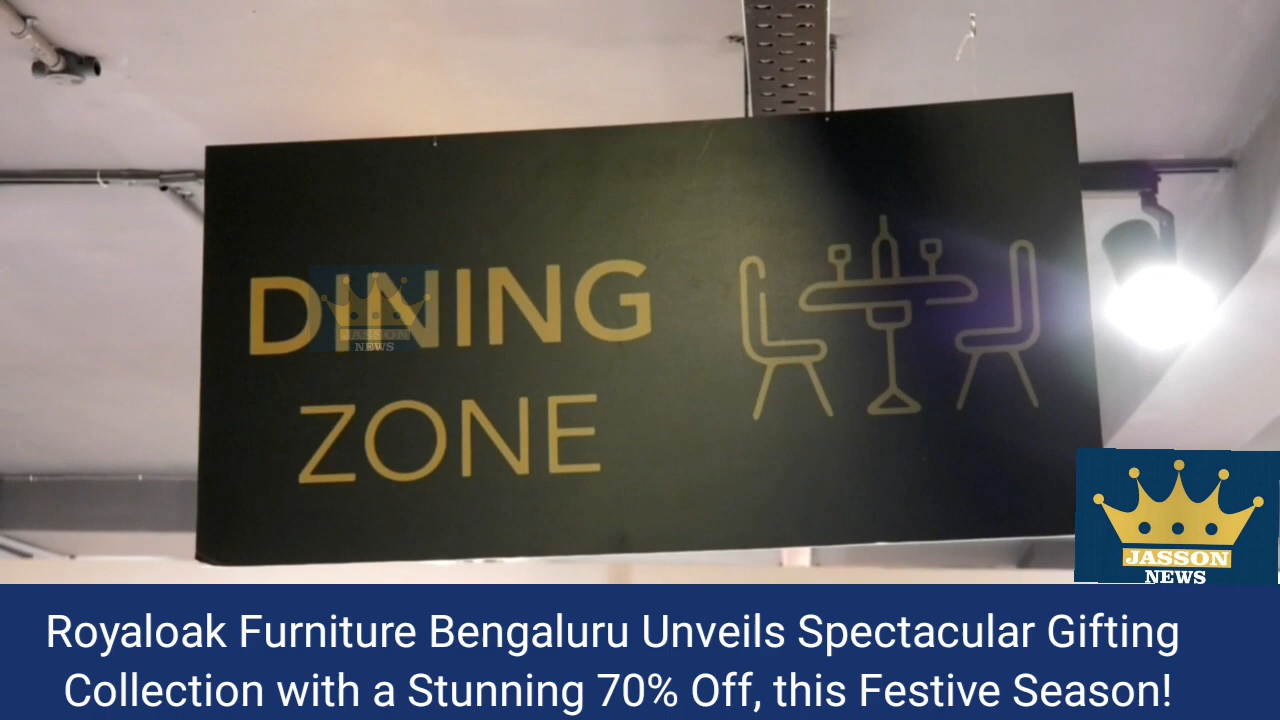 DINING
ZONE
JASSON
NEWS
JASSON
NEWS
Royaloak Furniture Bengaluru Unveils Spectacular Gifting
Collection with a Stunning 70% Off, this Festive Season!